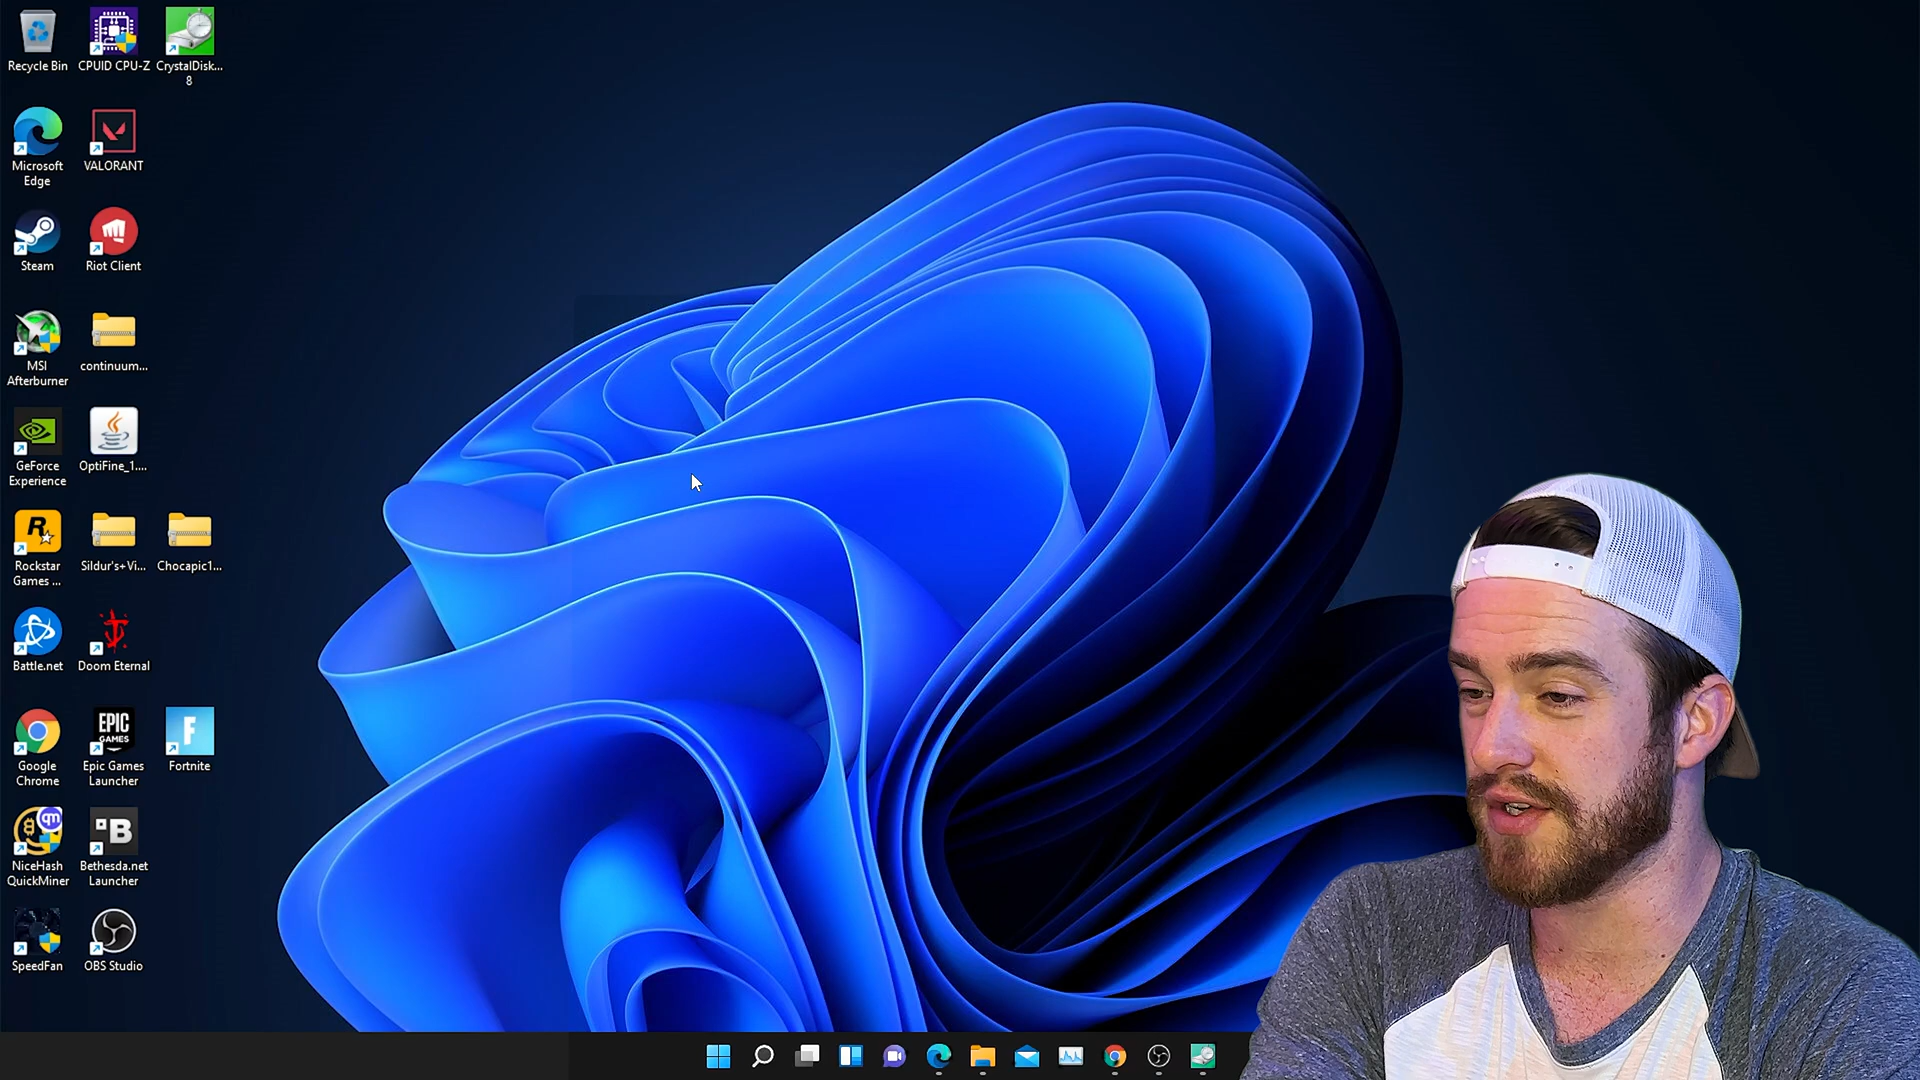 Recycle Bin
CPUID CPU-Z
CrystalDisk...
8
Microsoft
Edge
VALORANT
Steam
Riot Client
MSI
Afterburner
continuum...
GeForce
Experience
OptiFine_1....
Rockstar
Games ...
Sildur's+Vi...
Chocapic1...
Battle.net
Doom Eternal
Google
Chrome
EPIC
GAMES
Epic Games
Launcher
F
Fortnite
NiceHash
QuickMiner
B
Bethesda.net
Launcher
SpeedFan
OBS Studio